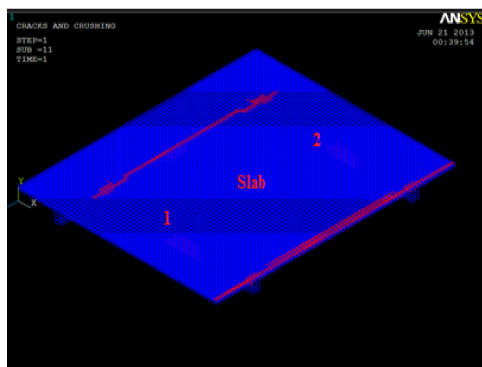 1
CRACKS AND CRUSHING
STEP=1
SUB =11
TIME=1
ANSYS
JUN 21 2013
00:39:54
2
Slab
Y
X
1